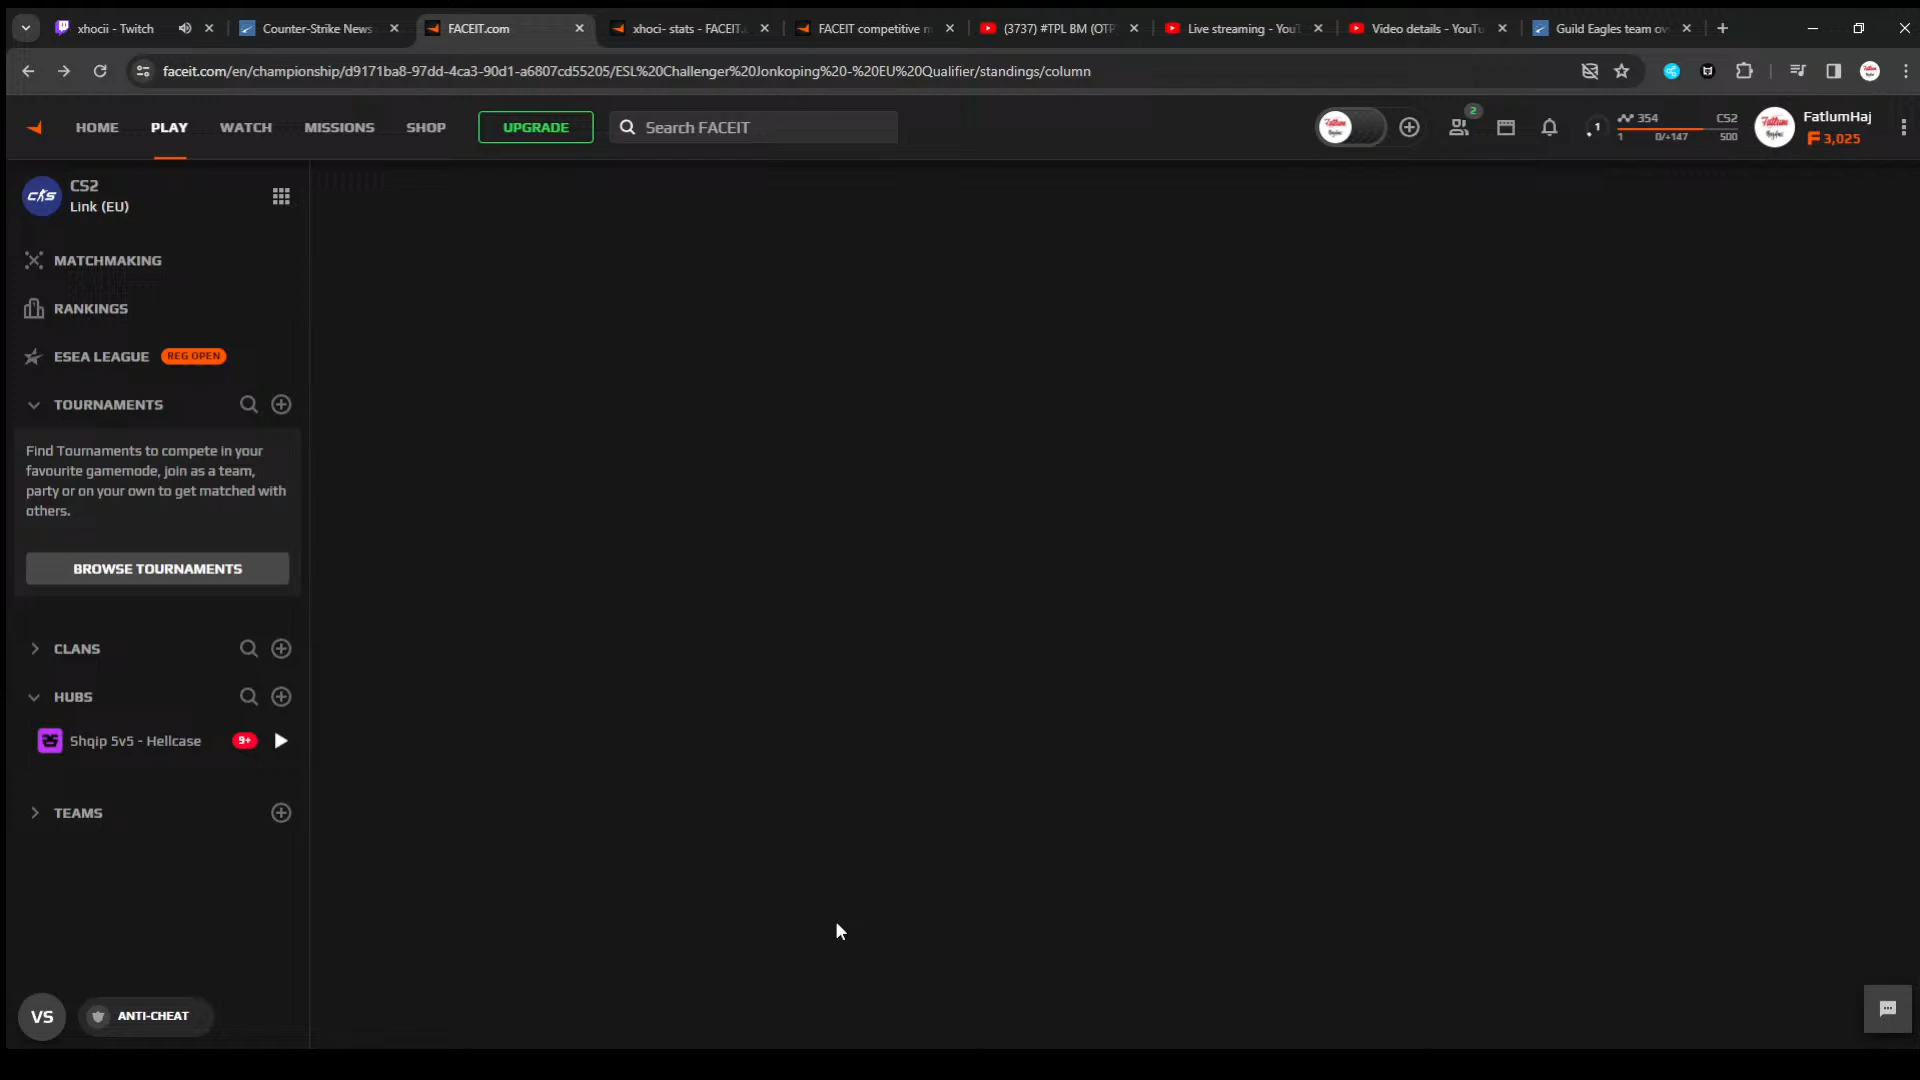 xhocii - Twitch
Counter-Strike News
FACEIT.com
xhoci- stats - FACEIT.
FACEIT competitive m
(3737) #TPL BM (OTP
Live streaming - YouT
Video details - YouTu
Guild Eagles team ov
faceit.com/en/championship/d9171ba8-97dd-4ca3-90d1-a6807cd55205/ESL%20Challenger%20Jonkoping%20-%20EU%20Qualifier/standings/column
HOME
PLAY
WATCH
MISSIONS
SHOP
UPGRADE
Search FACEIT
2
1
354
CS2
1
0/+147
500
FatlumHaj
3,025
CS2
Link (EU)
MATCHMAKING
RANKINGS
ESEA LEAGUE
REG OPEN
TOURNAMENTS
Find Tournaments to compete in your
favourite gamemode, join as a team,
party or on your own to get matched with
others.
BROWSE TOURNAMENTS
CLANS
HUBS
Shqip 5v5 - Hellcase
9+
TEAMS
VS
ANTI-CHEAT